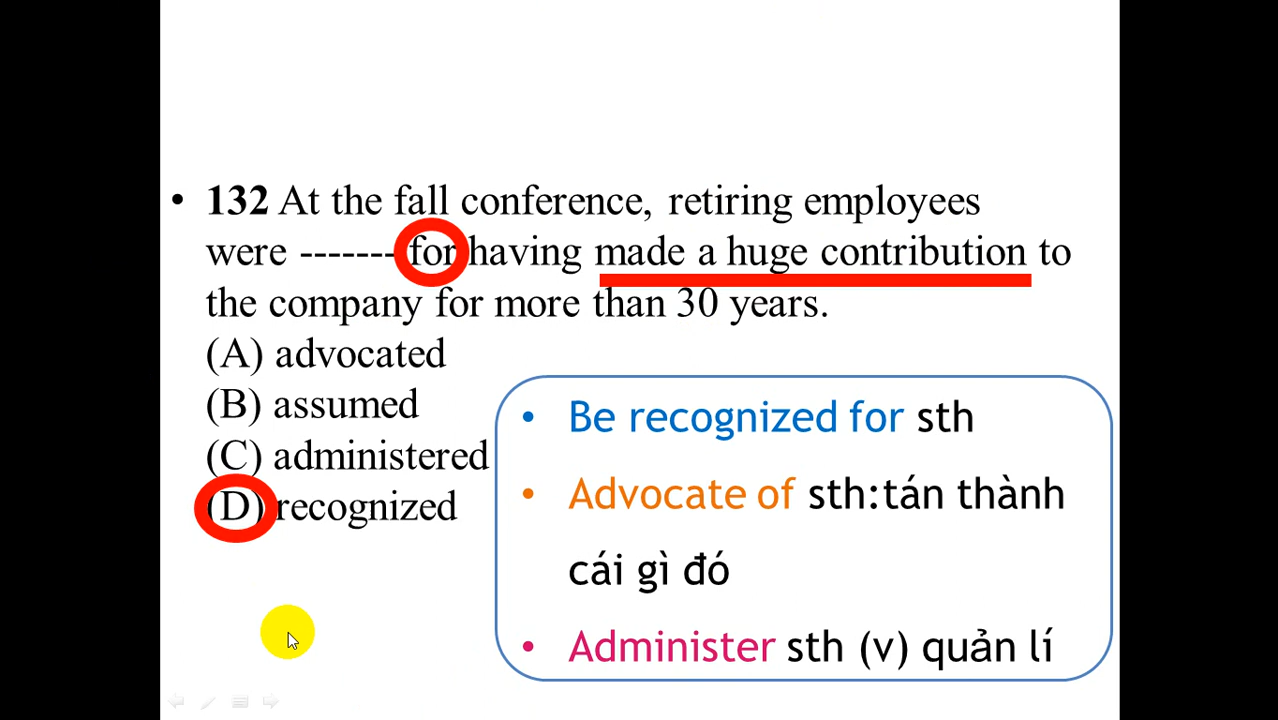 • 132 At the fall conference, retiring employees
were ------- for having made a huge contribution to
the company for more than 30 years.
(A) advocated
(B) assumed
(C) administered
(D) recognized
• Be recognized for sth
• Advocate of sth:tán thành
cái gì đó
• Administer sth (v) quản lí